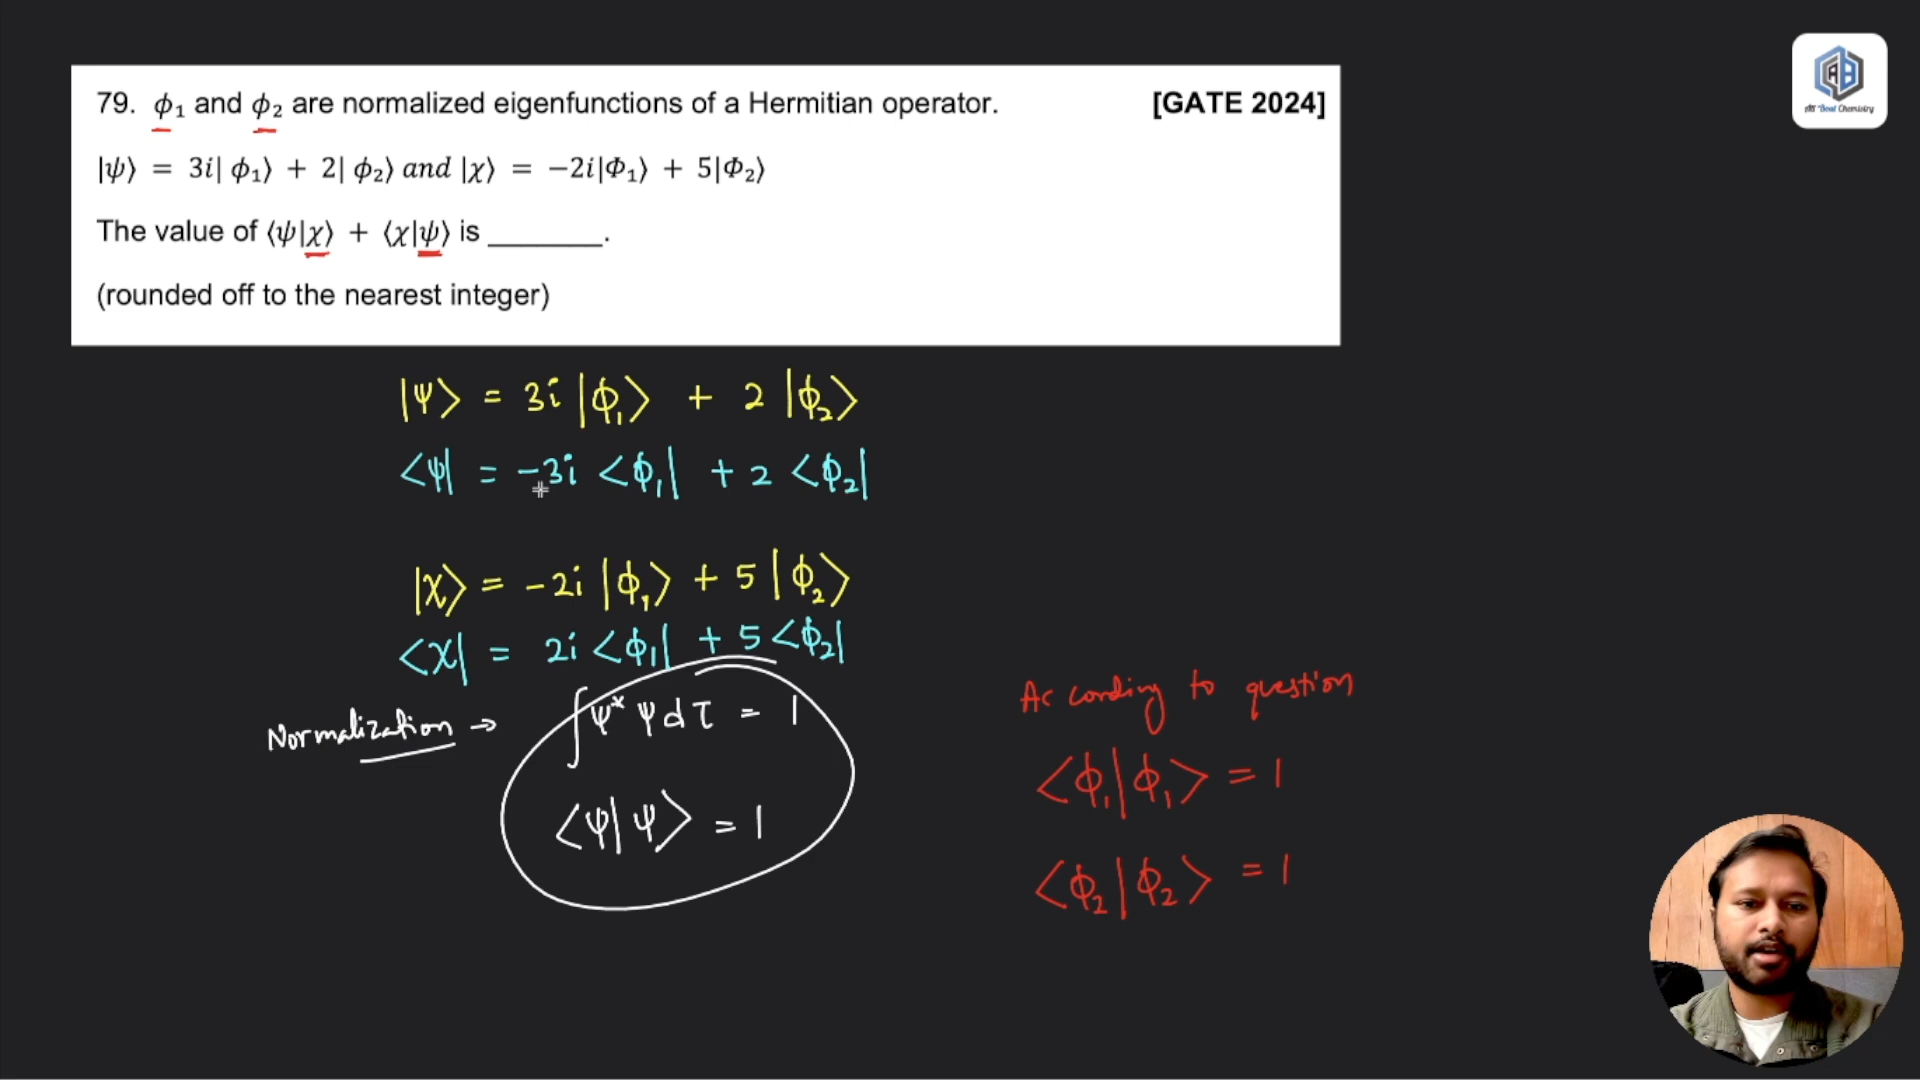 79. ϕ₁ and ϕ₂ are normalized eigenfunctions of a Hermitian operator. [GATE 2024]
|ψ⟩ = 3i| ϕ₁⟩ + 2| ϕ₂⟩ and |χ⟩ = −2i|Φ₁⟩ + 5|Φ₂⟩
The value of ⟨ψ|χ⟩ + ⟨χ|ψ⟩ is ________.
(rounded off to the nearest integer)
All 'Bout Chemistry
|ψ> = 3i |ϕ₁> + 2 |ϕ₂>
<ψ| = -3i <ϕ₁| + 2 <ϕ₂|
|χ> = -2i |ϕ₁> + 5 |ϕ₂>
<χ| = 2i <ϕ₁| + 5 <ϕ₂|
Normalization → ∫ψ* ψ dτ = 1
<ψ|ψ> = 1
According to question
<ϕ₁|ϕ₁> = 1
<ϕ₂|ϕ₂> = 1